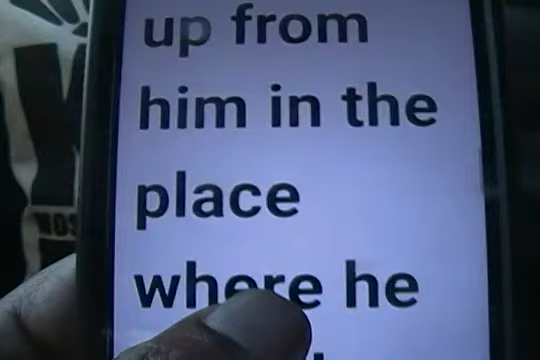 up from
him in the
place
where he